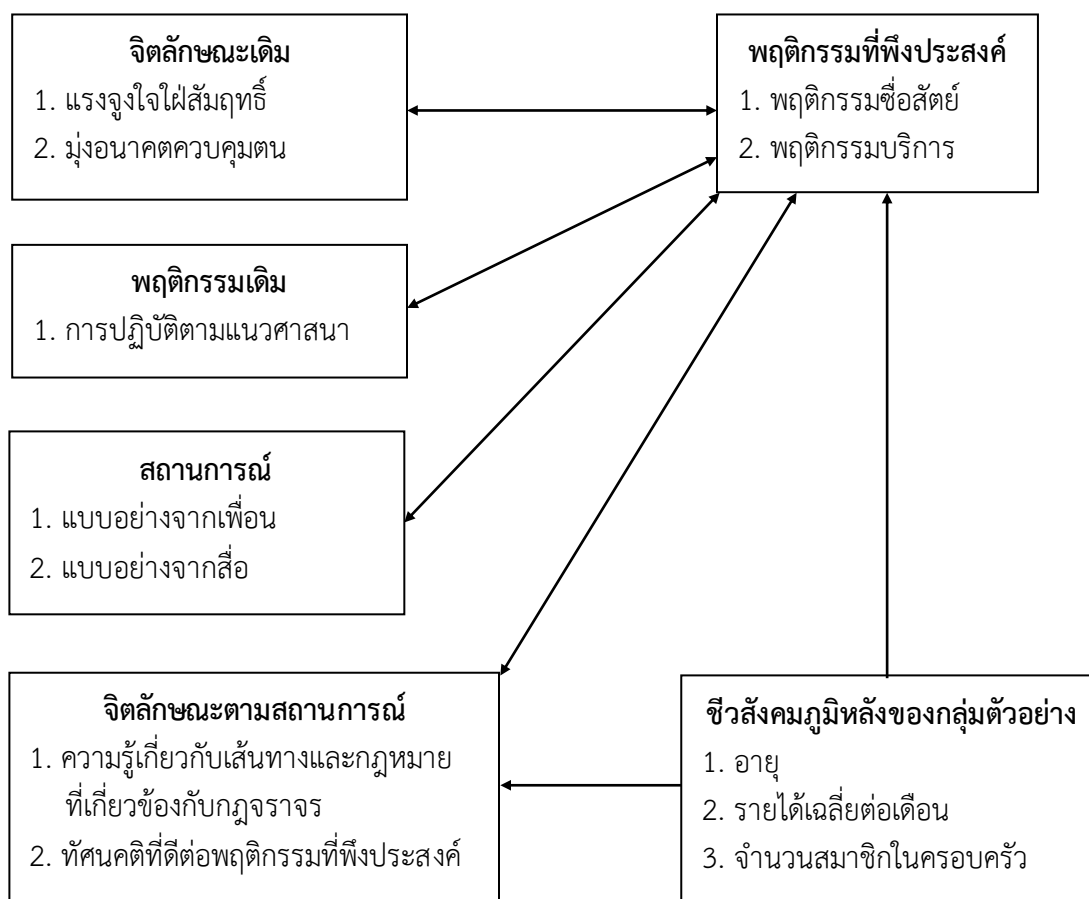 จิตลักษณะเดิม
1. แรงจูงใจใฝ่สัมฤทธิ์
2. มุ่งอนาคตควบคุมตน
พฤติกรรมที่พึงประสงค์
1. พฤติกรรมซื่อสัตย์
2. พฤติกรรมบริการ
พฤติกรรมเดิม
1. การปฏิบัติตามแนวศาสนา
สถานการณ์
1. แบบอย่างจากเพื่อน
2. แบบอย่างจากสื่อ
จิตลักษณะตามสถานการณ์
1. ความรู้เกี่ยวกับเส้นทางและกฎหมาย
ที่เกี่ยวข้องกับกฎจราจร
2. ทัศนคติที่ดีต่อพฤติกรรมที่พึงประสงค์
ชีวสังคมภูมิหลังของกลุ่มตัวอย่าง
1. อายุ
2. รายได้เฉลี่ยต่อเดือน
3. จำนวนสมาชิกในครอบครัว